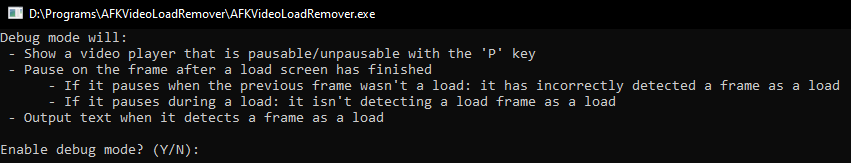 D:\Programs\AFKVideoLoadRemover\AFKVideoLoadRemover.exe
Debug mode will:
- Show a video player that is pausable/unpausable with the 'P' key
- Pause on the frame after a load screen has finished
- If it pauses when the previous frame wasn't a load: it has incorrectly detected a frame as a load
- If it pauses during a load: it isn't detecting a load frame as a load
- Output text when it detects a frame as a load
Enable debug mode? (Y/N):